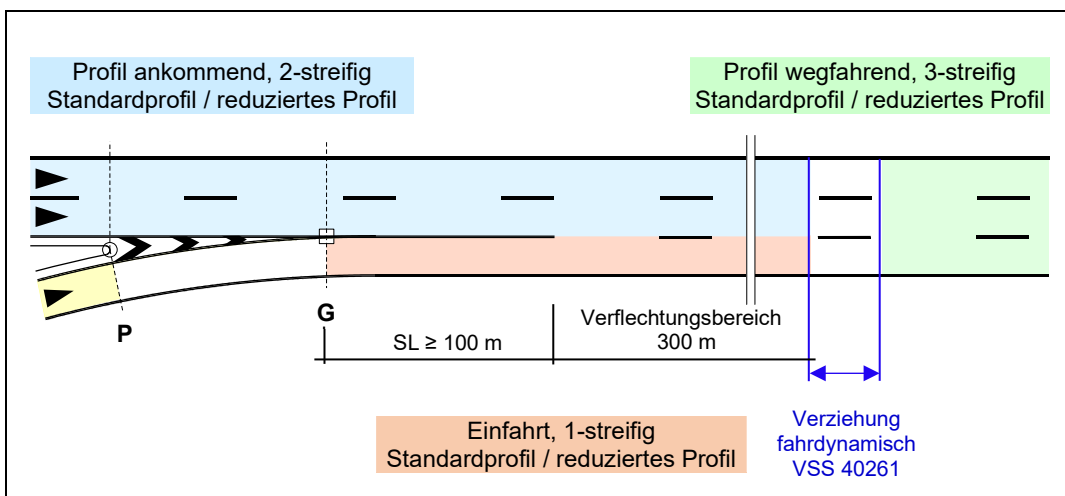 Profil ankommend, 2-streifig
Standardprofil / reduziertes Profil
Profil wegfahrend, 3-streifig
Standardprofil / reduziertes Profil
P
G
SL ≥ 100 m
Verflechtungsbereich
300 m
Einfahrt, 1-streifig
Standardprofil / reduziertes Profil
Verziehung
fahrdynamisch
VSS 40261